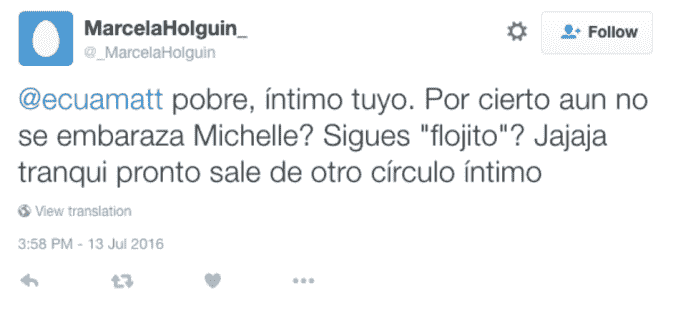 MarcelaHolguin_
@_MarcelaHolguin
Follow
@ecuamatt pobre, íntimo tuyo. Por cierto aun no
se embaraza Michelle? Sigues "flojito"? Jajaja
tranqui pronto sale de otro círculo íntimo
View translation
3:58 PM - 13 Jul 2016